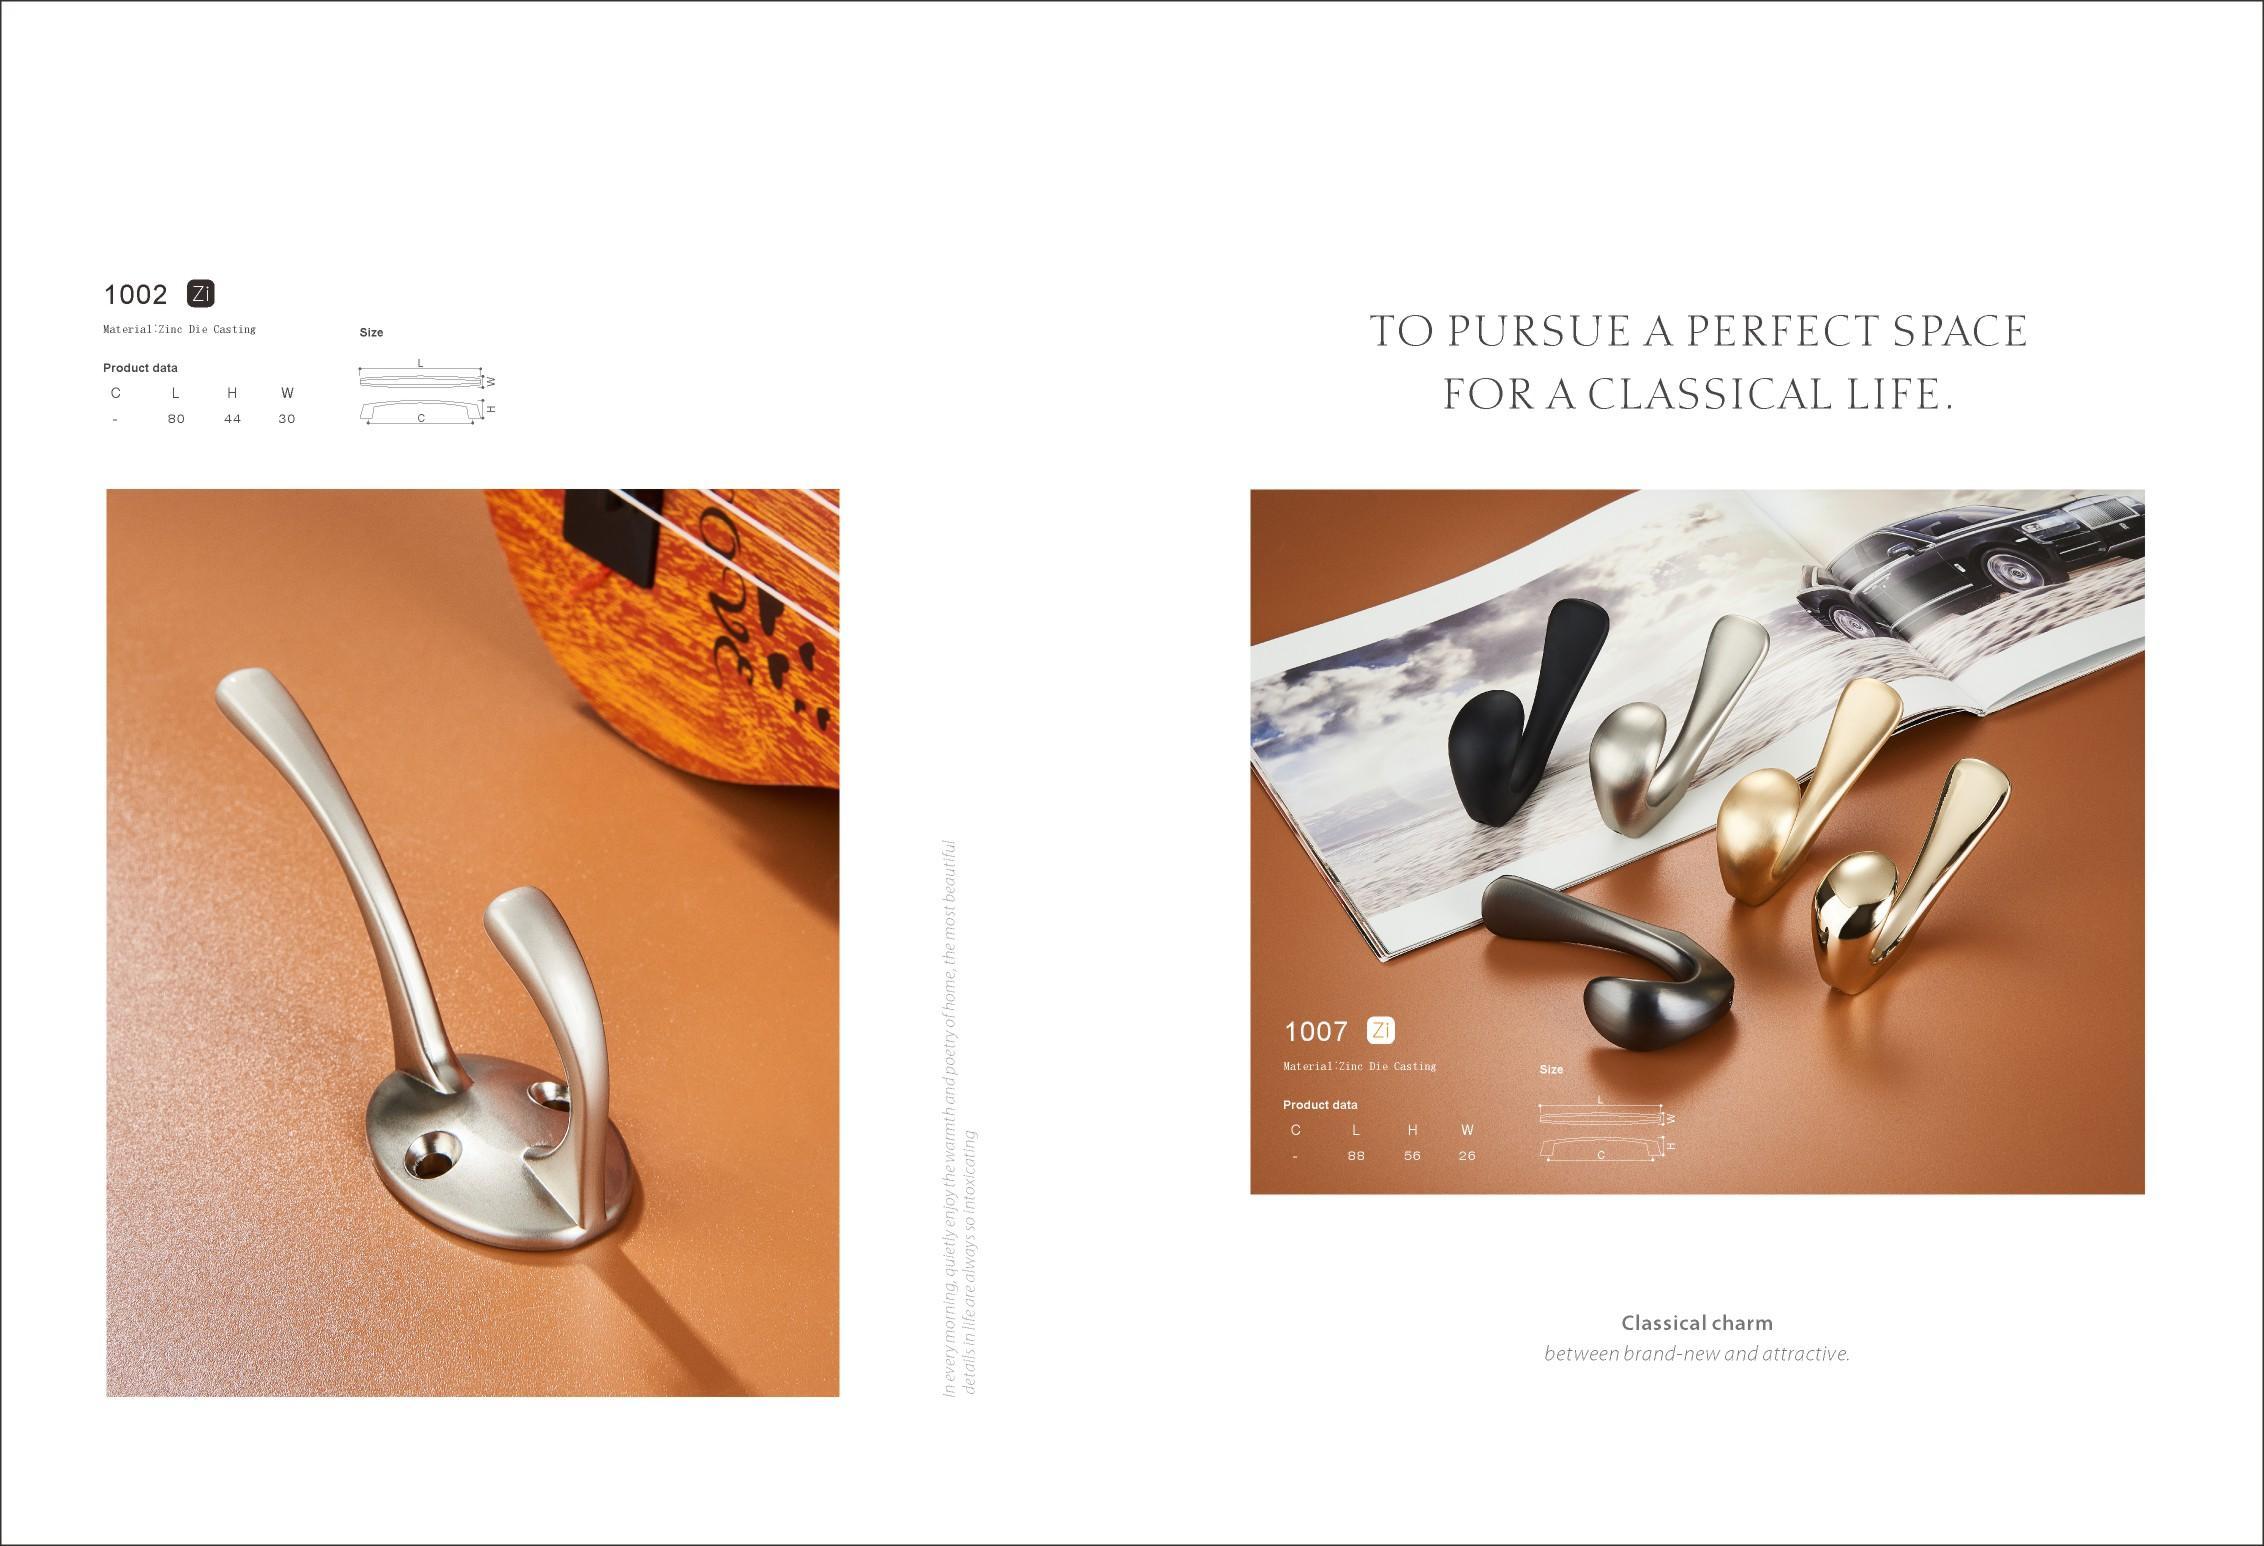 1002 Zi
Material:Zinc Die Casting
Size
Product data
C L H W
- 80 44 30
L
W
H
C
Love
In every morning, quietly enjoy the warmth and poetry of home, the most beautiful
details in life are always so intoxicating
TO PURSUE A PERFECT SPACE
FOR A CLASSICAL LIFE.
1007 Zi
Material:Zinc Die Casting
Size
Product data
C L H W
- 88 56 26
L
W
H
C
Classical charm
between brand-new and attractive.